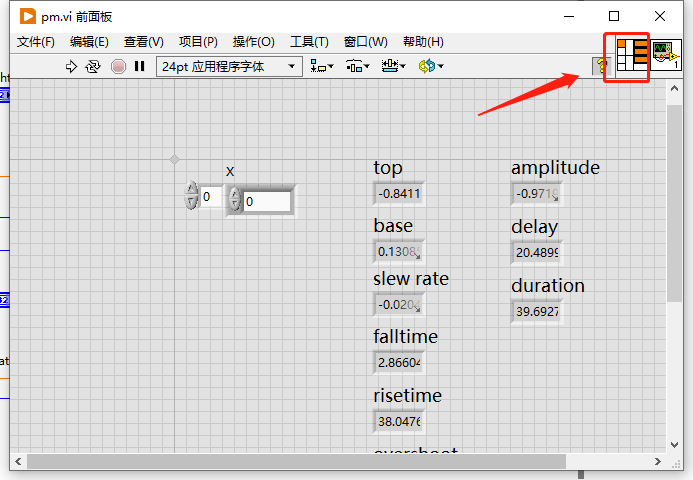 pm.vi 前面板
文件(F) 编辑(E) 查看(V) 项目(P) 操作(O) 工具(T) 窗口(W) 帮助(H)
24pt 应用程序字体
?
1
X
0
0
top
-0.8411
amplitude
-0.9719
base
0.1308
delay
20.4899
slew rate
-0.020
duration
39.6927
falltime
2.86604
risetime
38.0476